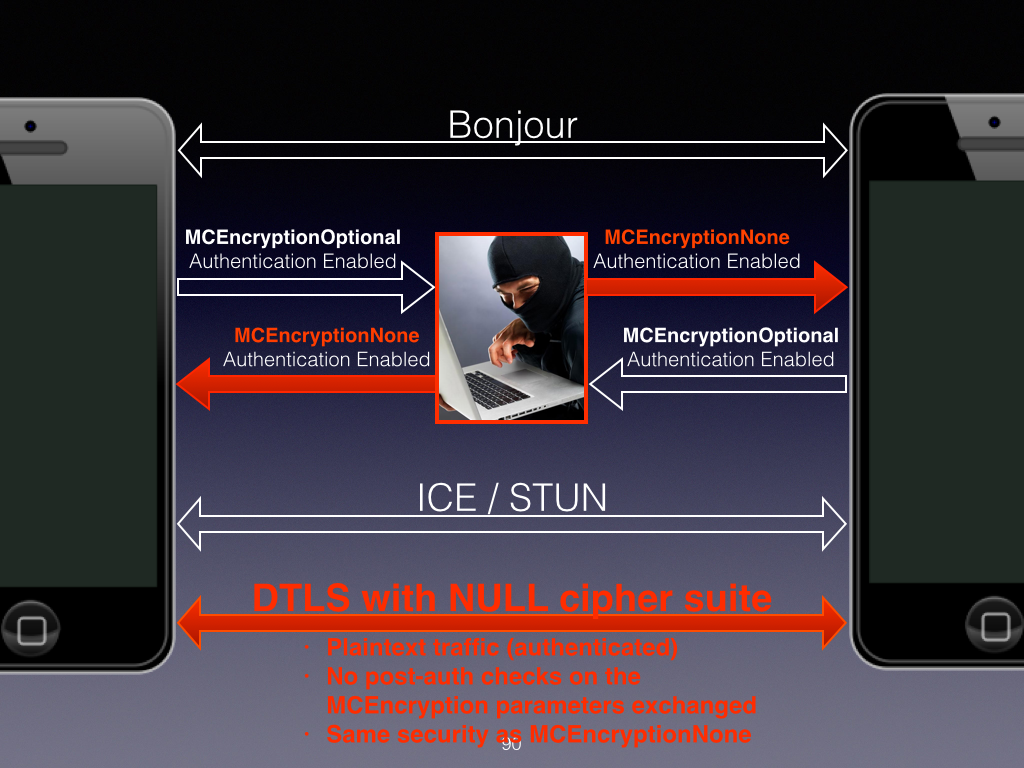 Bonjour
MCEncryptionOptional
Authentication Enabled
MCEncryptionNone
Authentication Enabled
MCEncryptionNone
Authentication Enabled
MCEncryptionOptional
Authentication Enabled
ICE / STUN
DTLS with NULL cipher suite
· Plaintext traffic (authenticated)
· No post-auth checks on the
MCEncryption parameters exchanged
· Same security as MCEncryptionNone
90